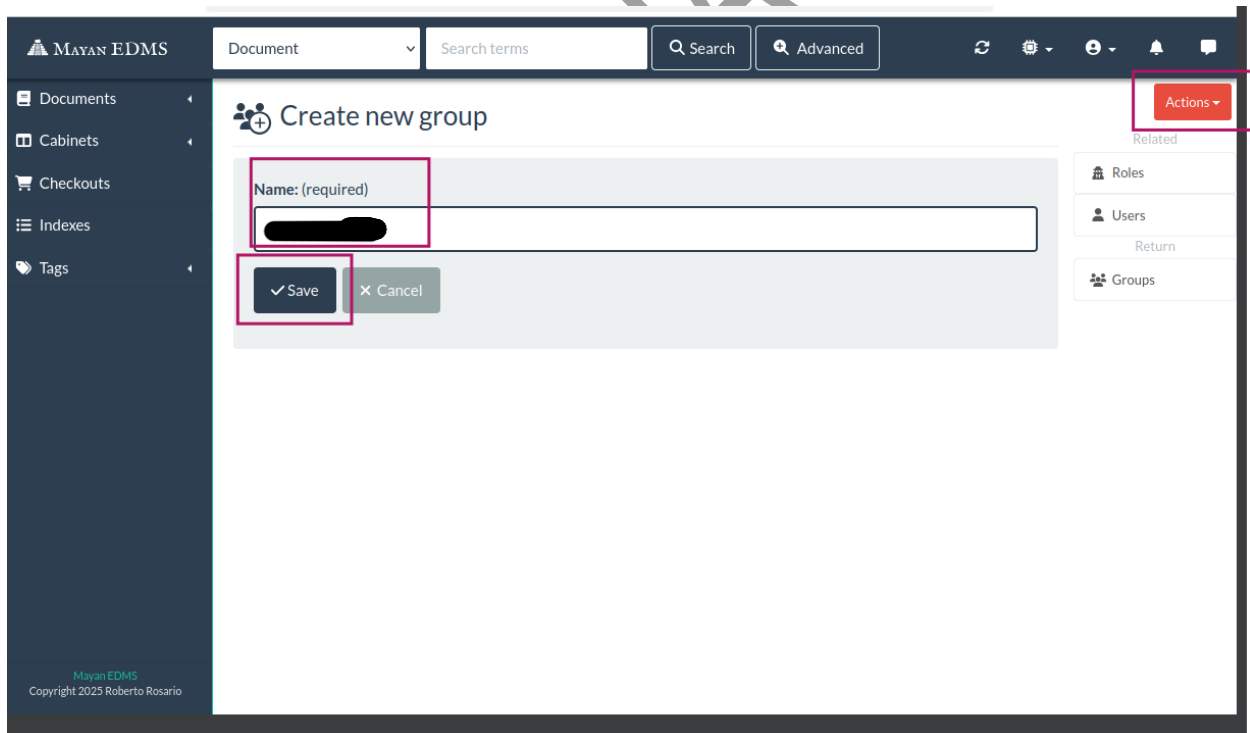 MAYAN EDMS
Document
Search terms
Search
Advanced
Documents
Cabinets
Checkouts
Indexes
Tags
Create new group
Name: (required)
Save
Cancel
Actions
Related
Roles
Users
Return
Groups
Mayan EDMS
Copyright 2025 Roberto Rosario